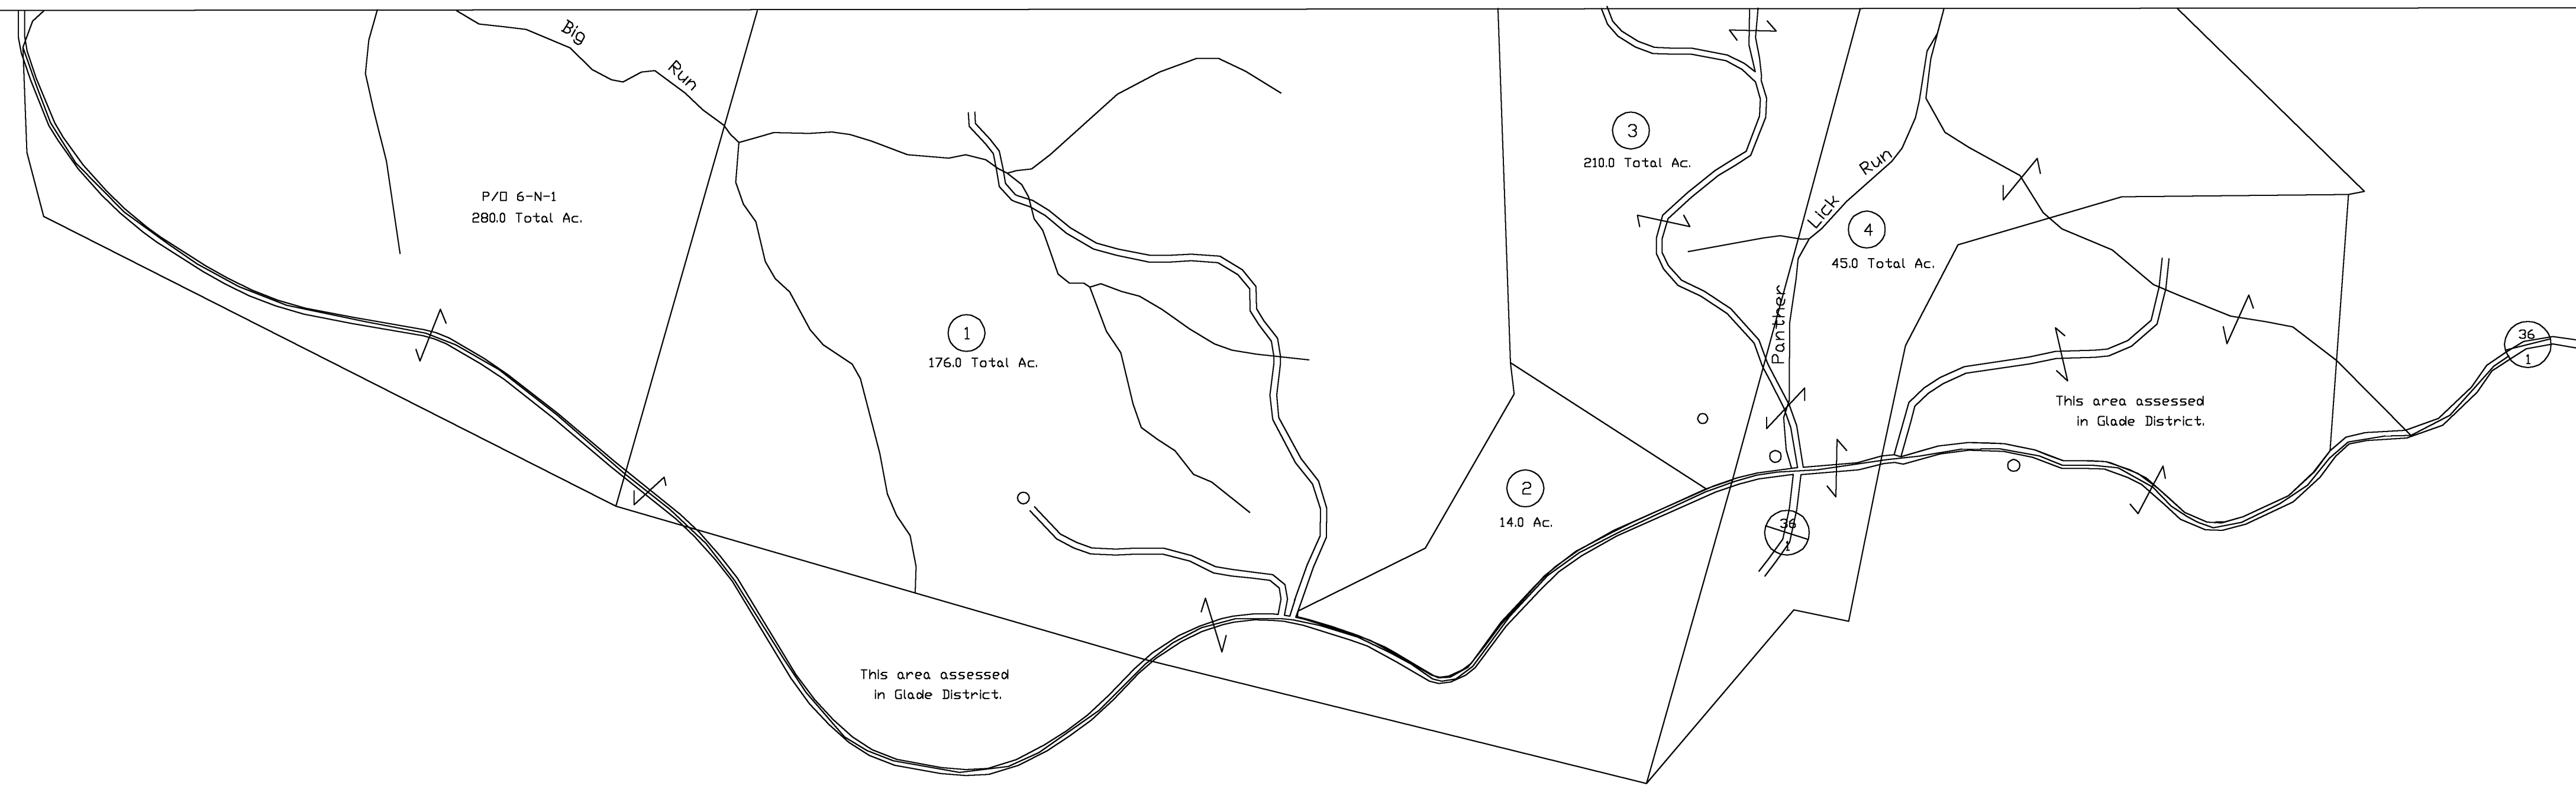 Big
Run
P/O 6-N-1
280.0 Total Ac.
1
176.0 Total Ac.
2
14.0 Ac.
3
210.0 Total Ac.
4
45.0 Total Ac.
Panther
Lick
Run
36
1
36
1
This area assessed
in Glade District.
This area assessed
in Glade District.